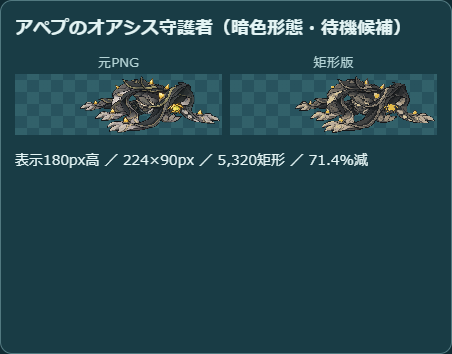 アペプのオアシス守護者（暗色形態・待機候補）
元PNG
矩形版
表示180px高 ／ 224×90px ／ 5,320矩形 ／ 71.4%減